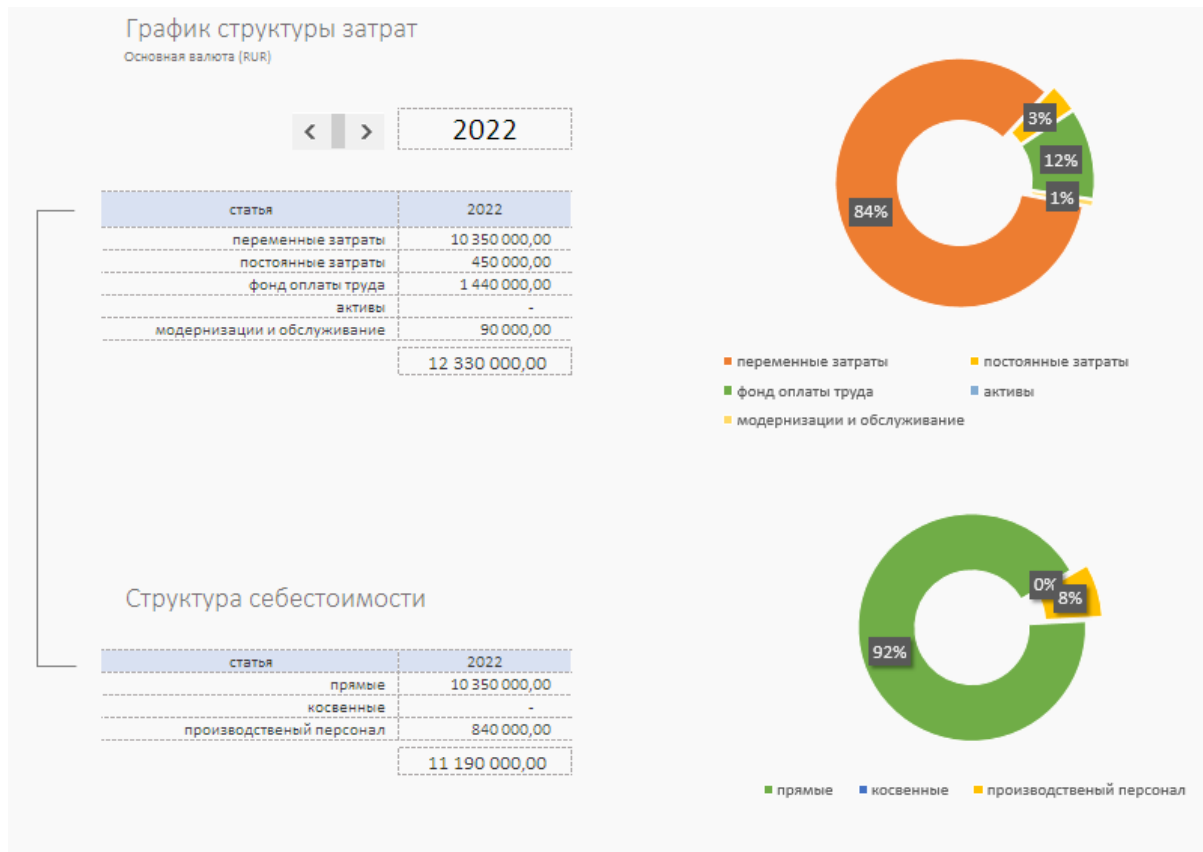 График структуры затрат
Основная валюта (RUR)
2022
статья 2022
переменные затраты 10 350 000,00
постоянные затраты 450 000,00
фонд оплаты труда 1 440 000,00
активы -
модернизации и обслуживание 90 000,00
12 330 000,00
3%
12%
1%
84%
переменные затраты постоянные затраты
фонд оплаты труда активы
модернизации и обслуживание
Структура себестоимости
статья 2022
прямые 10 350 000,00
косвенные -
производственый персонал 840 000,00
11 190 000,00
0%
8%
92%
прямые косвенные производственый персонал